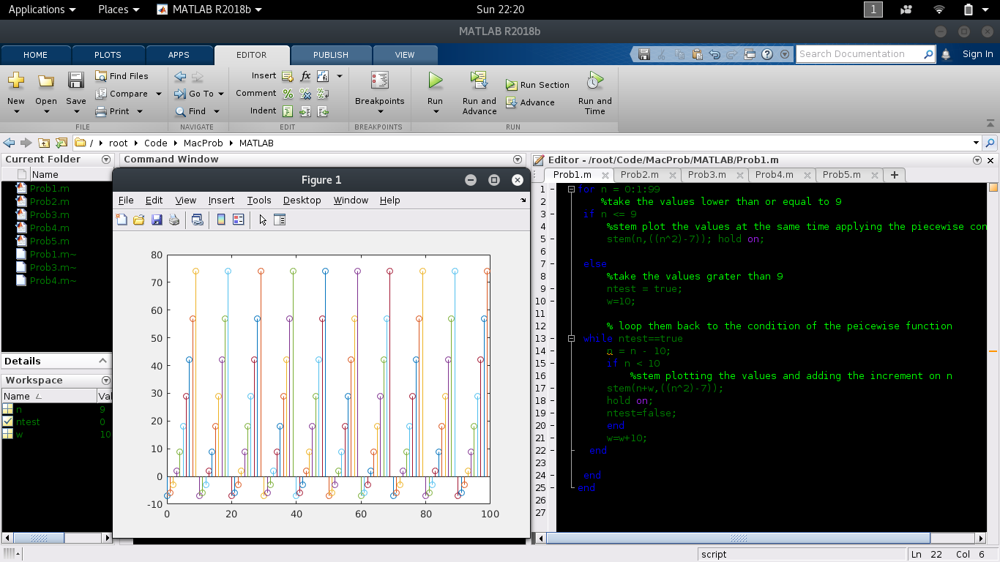 Applications Places MATLAB R2018b Sun 22:20 1
MATLAB R2018b
HOME PLOTS APPS EDITOR PUBLISH VIEW Search Documentation Sign In
New Open Save Find Files Compare Print
Go To Find
Insert fx Comment Indent
Breakpoints
Run Run and Advance Run Section Advance Run and Time
FILE NAVIGATE EDIT BREAKPOINTS RUN
/ root Code MacProb MATLAB
Current Folder
Name
Prob1.m
Prob2.m
Prob3.m
Prob4.m
Prob5.m
Prob1.m~
Prob3.m~
Prob4.m~
Details
Workspace
Name Val
n 9
ntest 0
w 10
Command Window
Figure 1
File Edit View Insert Tools Desktop Window Help
80
70
60
50
40
30
20
10
0
-10
0 20 40 60 80 100
Editor - /root/Code/MacProb/MATLAB/Prob1.m
Prob1.m Prob2.m Prob3.m Prob4.m Prob5.m
1 for n = 0:1:99
2 %take the values lower than or equal to 9
3 if n <= 9
4 %stem plot the values at the same time applying the piecewise con
5 stem(n,((n^2)-7)); hold on;
6
7 else
8 %take the values grater than 9
9 ntest = true;
10 w=10;
11
12 % loop them back to the condition of the peicewise function
13 while ntest==true
14 n = n - 10;
15 if n < 10
16 %stem plotting the values and adding the increment on n
17 stem(n+w,((n^2)-7));
18 hold on;
19 ntest=false;
20 end
21 w=w+10;
22 end
23
24 end
25 end
26
27
script Ln 22 Col 6